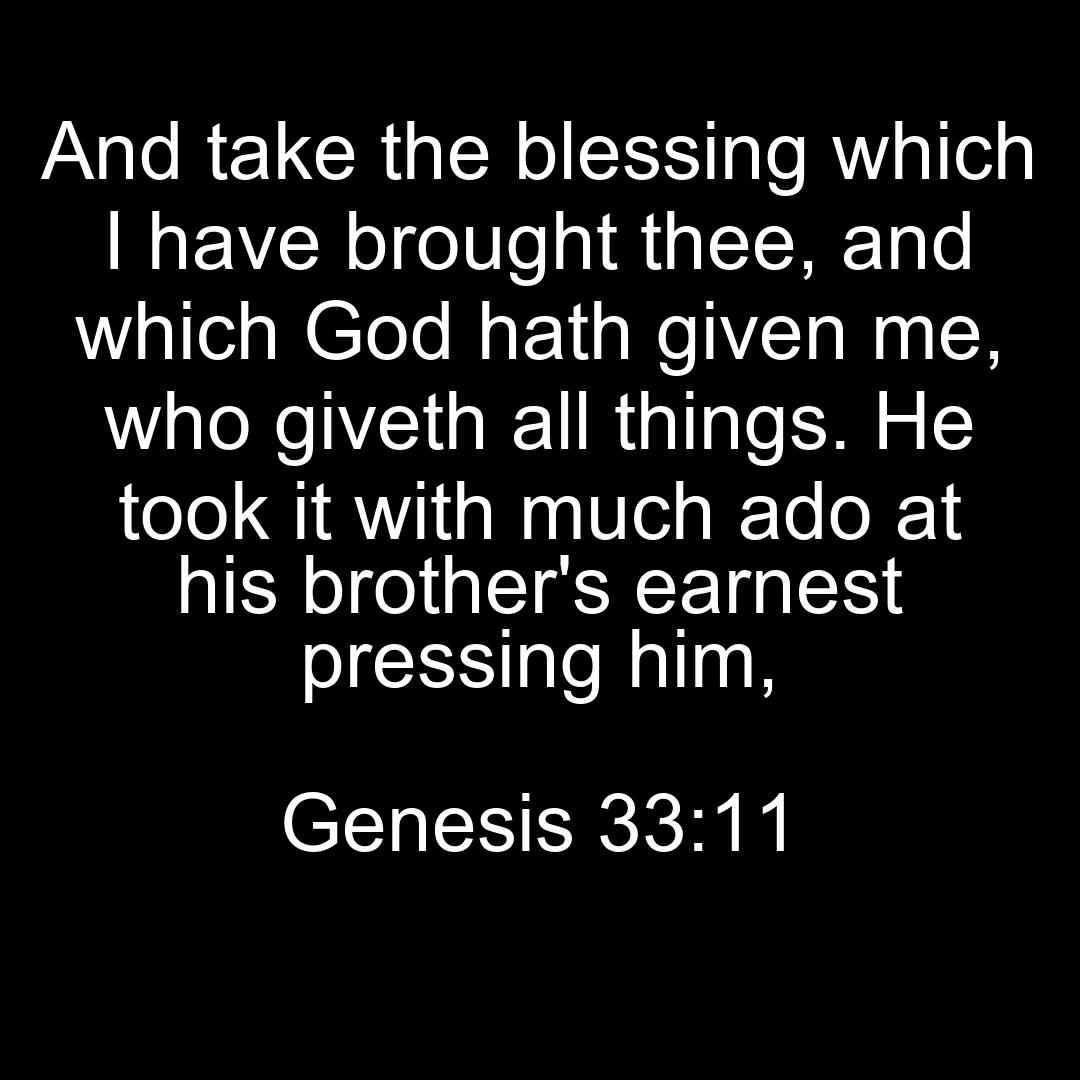 And take the blessing which
I have brought thee, and
which God hath given me,
who giveth all things. He
took it with much ado at
his brother's earnest
pressing him,
Genesis 33:11